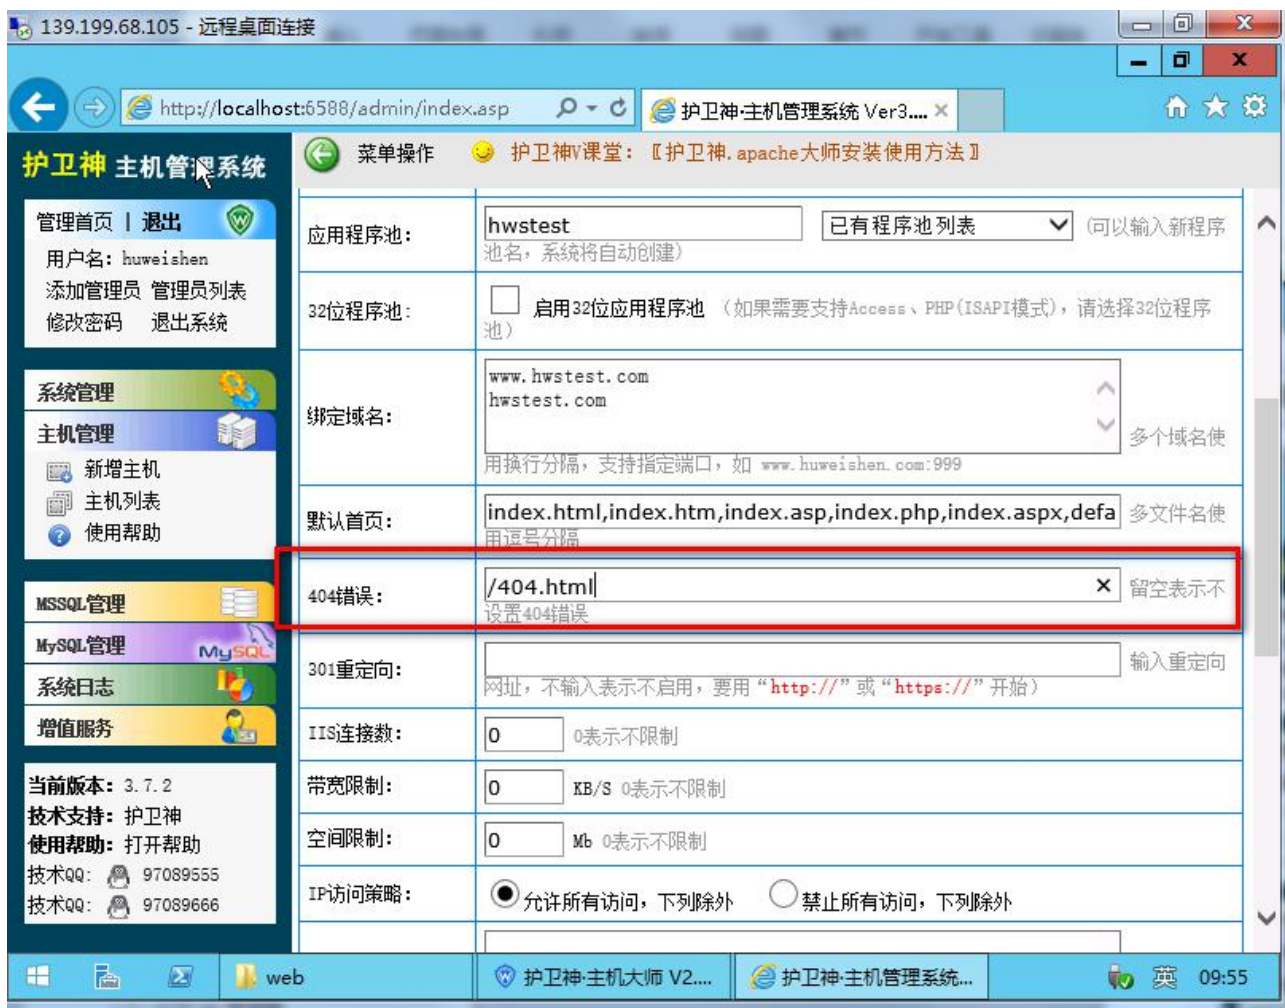 139.199.68.105 - 远程桌面连接
http://localhost:6588/admin/index.asp
护卫神·主机管理系统 Ver3....
护卫神 主机管理系统
菜单操作
护卫神V课堂:〖护卫神.apache大师安装使用方法〗
管理首页 | 退出
用户名: huweishen
添加管理员 管理员列表
修改密码 退出系统
系统管理
主机管理
新增主机
主机列表
使用帮助
MSSQL管理
MySQL管理
MySQL
系统日志
增值服务
当前版本: 3.7.2
技术支持: 护卫神
使用帮助: 打开帮助
技术QQ: 97089555
技术QQ: 97089666
应用程序池:
hwstest
已有程序池列表
(可以输入新程序
池名,系统将自动创建)
32位程序池:
启用32位应用程序池 (如果需要支持Access、PHP(ISAPI模式),请选择32位程序
池)
绑定域名:
www.hwstest.com
hwstest.com
多个域名使
用换行分隔,支持指定端口,如 www.huweishen.com:999
默认首页:
index.html,index.htm,index.asp,index.php,index.aspx,defa
多文件名使
用逗号分隔
404错误:
/404.html
留空表示不
设置404错误
301重定向:
输入重定向
网址,不输入表示不启用,要用“http://”或“https://”开始)
IIS连接数:
0 0表示不限制
带宽限制:
0 KB/S 0表示不限制
空间限制:
0 Mb 0表示不限制
IP访问策略:
允许所有访问,下列除外 禁止所有访问,下列除外
web
护卫神·主机大师 V2....
护卫神·主机管理系统...
英 09:55